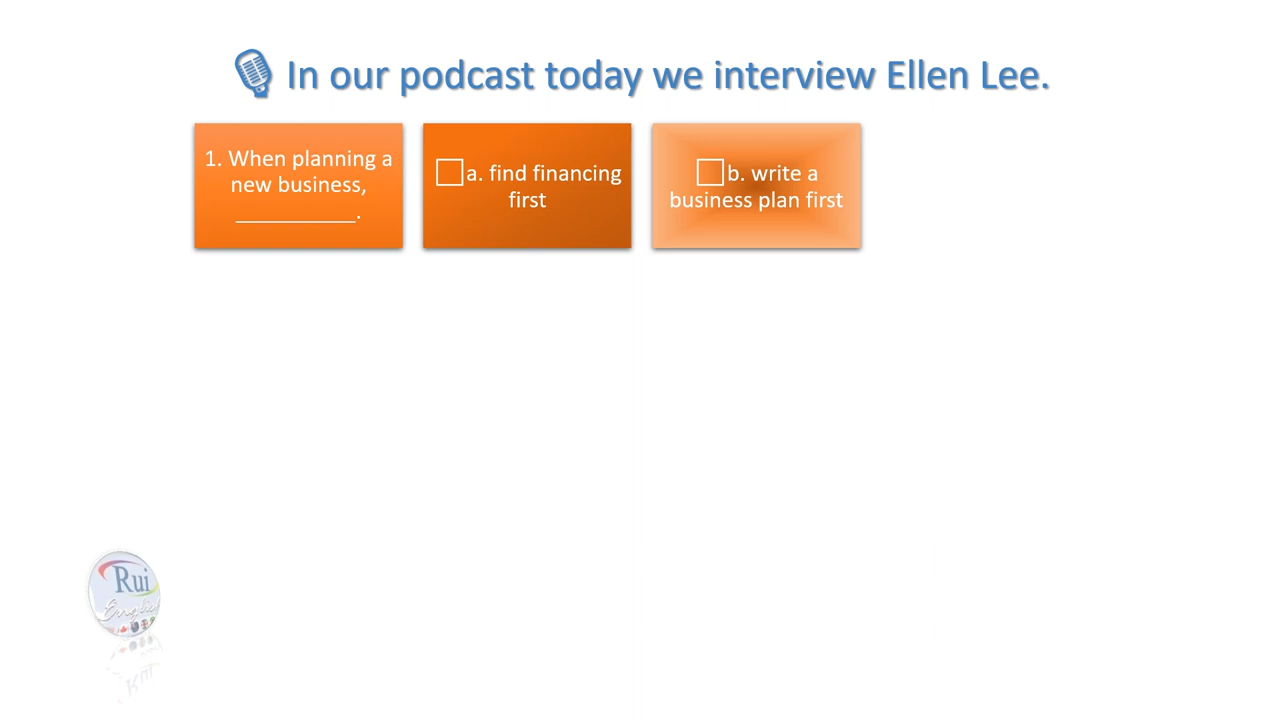 In our podcast today we interview Ellen Lee.
1. When planning a
new business,
___________.
a. find financing
first
b. write a
business plan first
Rui
English